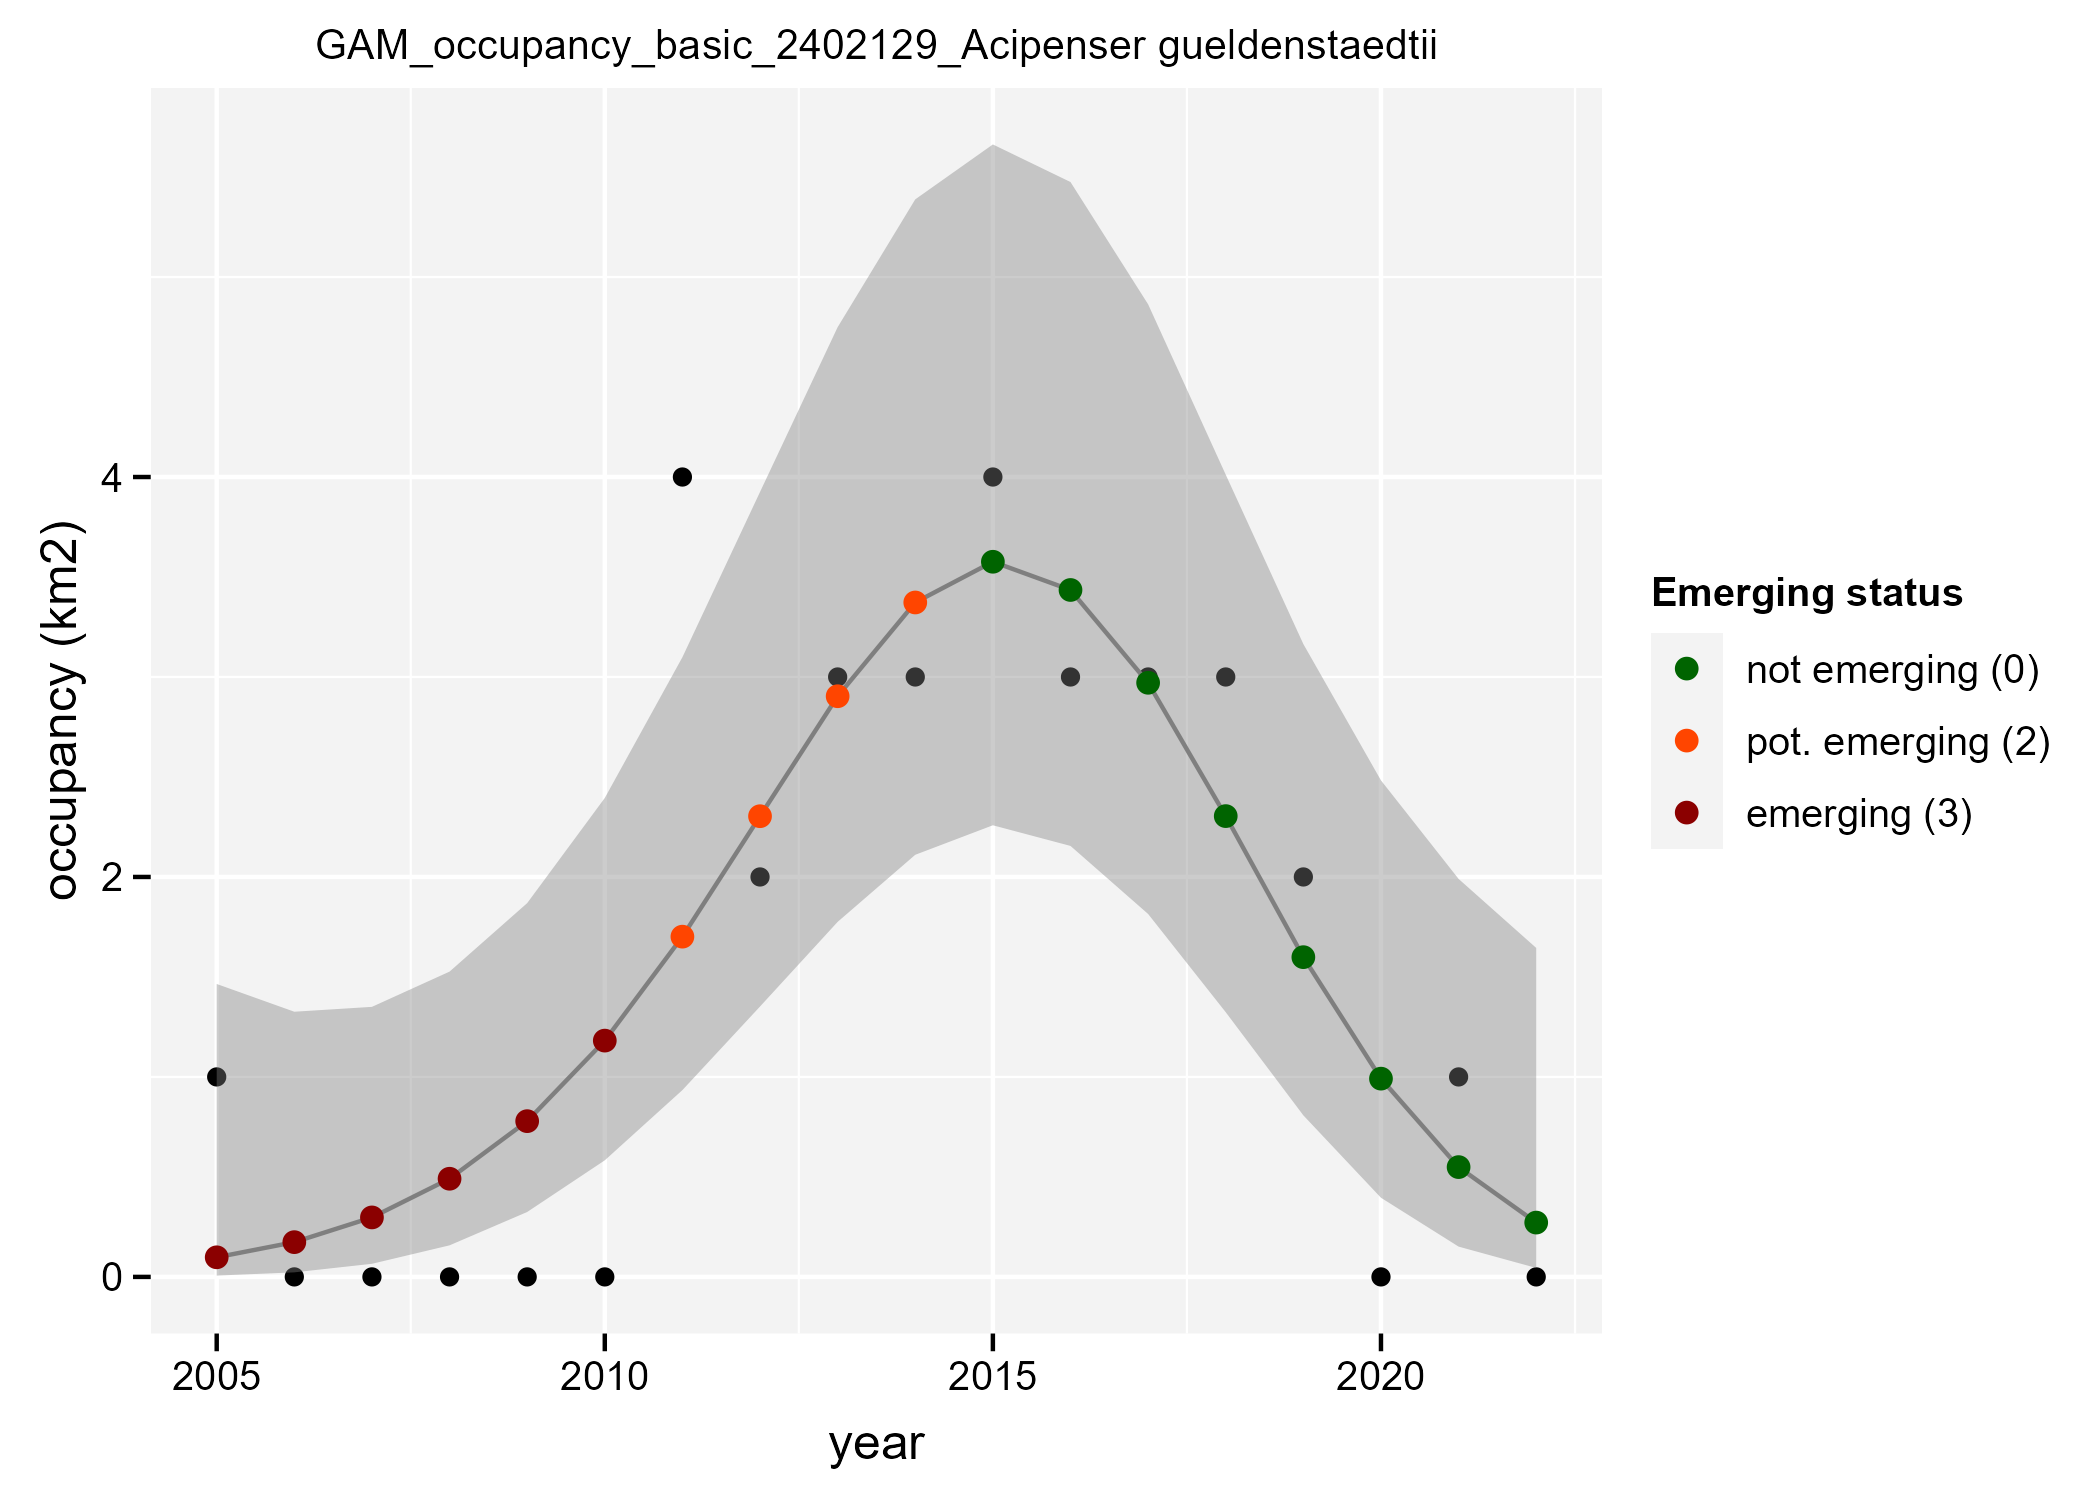 GAM_occupancy_basic_2402129_Acipenser gueldenstaedtii
occupancy (km2)
4
2
0
2005
2010
2015
2020
year
Emerging status
not emerging (0)
pot. emerging (2)
emerging (3)